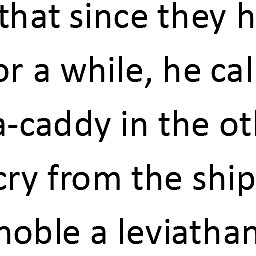 that since they h
or a while, he cal
a-caddy in the oth
cry from the ship
noble a leviathan